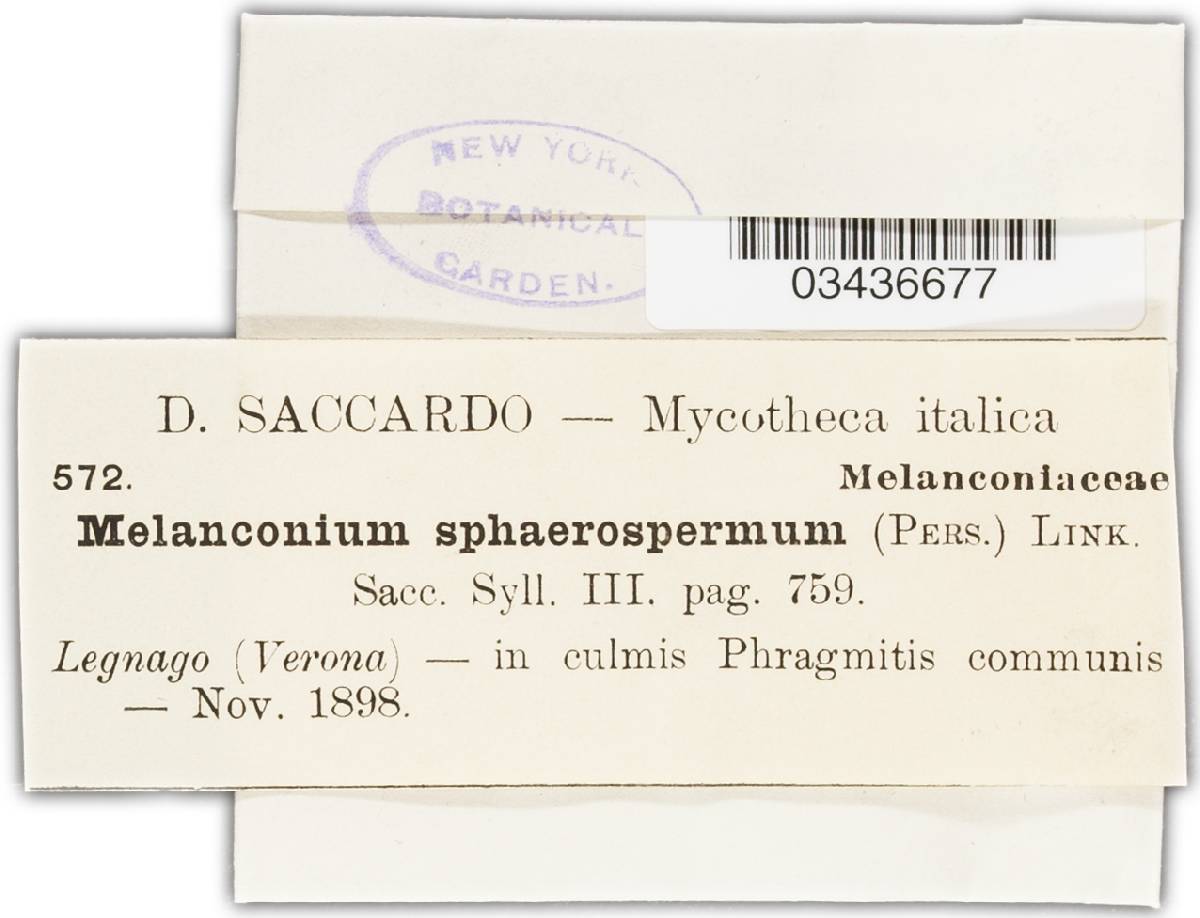 NEW YORK
BOTANICAL
GARDEN.
03436677
D. SACCARDO — Mycotheca italica
572.
Melanconiaceae
Melanconium sphaerospermum (PERS.) LINK.
Sacc. Syll. III. pag. 759.
Legnago (Verona) — in culmis Phragmitis communis
— Nov. 1898.